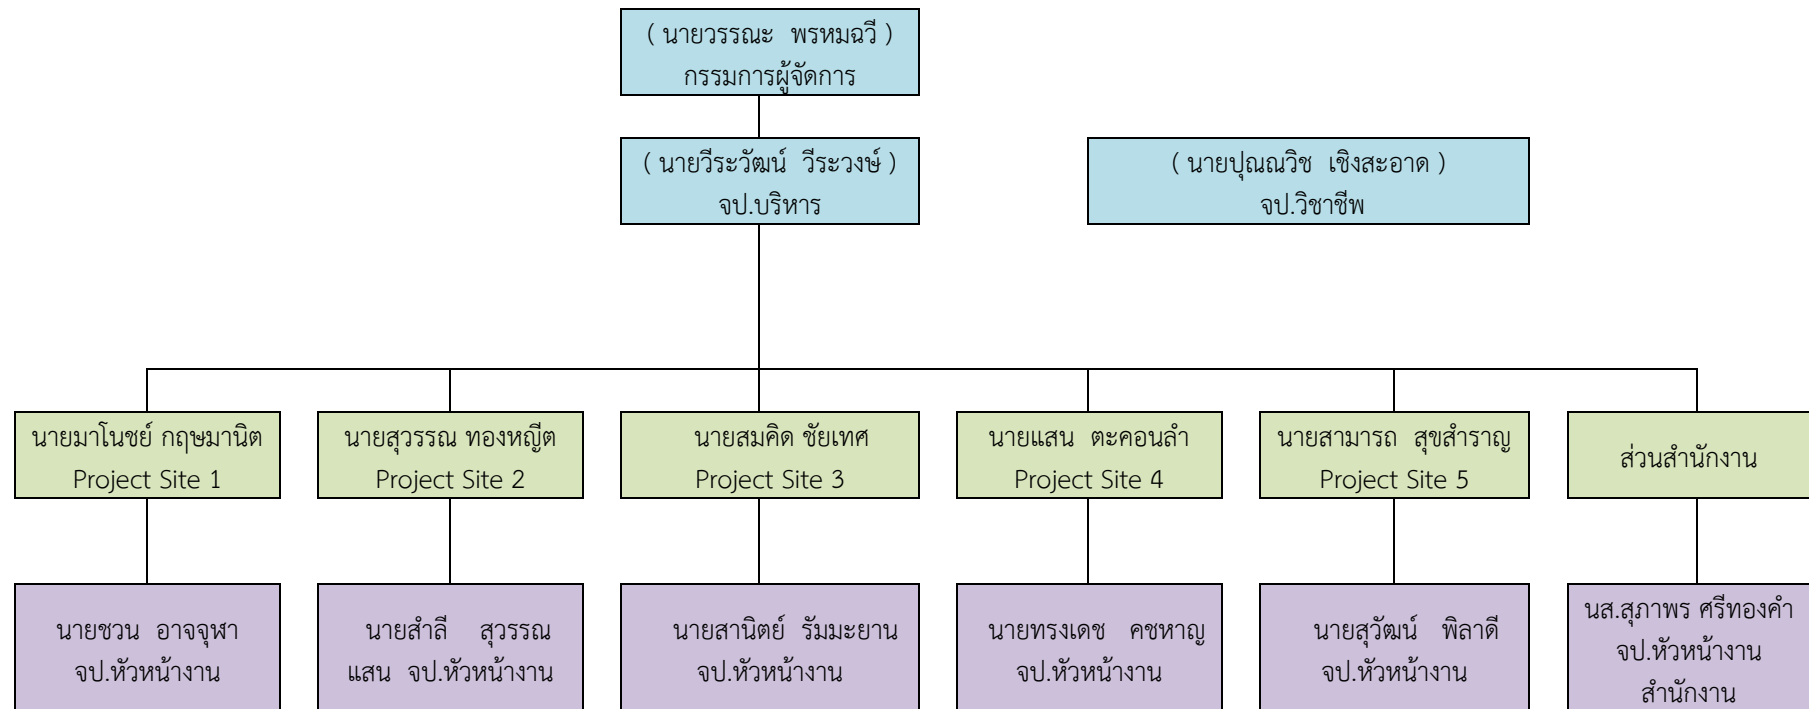 ( นายวรรณะ พรหมฉวี )
กรรมการผู้จัดการ
( นายวีระวัฒน์ วีระวงษ์ )
จป.บริหาร
( นายปุณณวิช เชิงสะอาด )
จป.วิชาชีพ
นายมาโนชย์ กฤษมานิต
Project Site 1
นายสุวรรณ ทองหญีต
Project Site 2
นายสมคิด ชัยเทศ
Project Site 3
นายแสน ตะคอนลำ
Project Site 4
นายสามารถ สุขสำราญ
Project Site 5
ส่วนสำนักงาน
นายชวน อาจจุฬา
จป.หัวหน้างาน
นายสำลี สุวรรณ
แสน จป.หัวหน้างาน
นายสานิตย์ รัมมะยาน
จป.หัวหน้างาน
นายทรงเดช คชหาญ
จป.หัวหน้างาน
นายสุวัฒน์ พิลาดี
จป.หัวหน้างาน
นส.สุภาพร ศรีทองคำ
จป.หัวหน้างาน
สำนักงาน